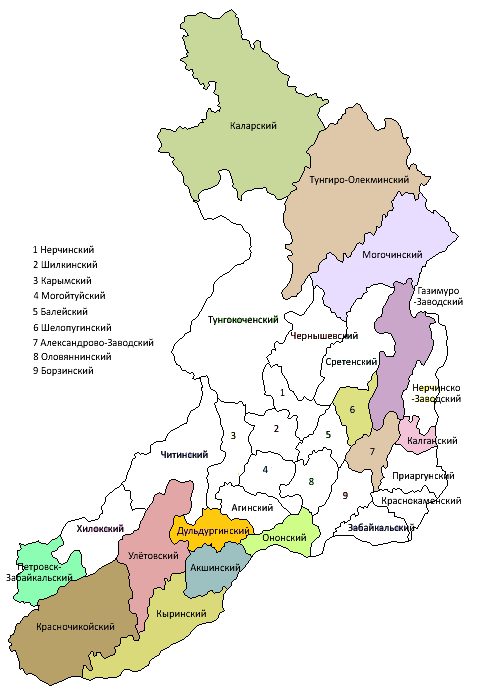 Каларский
Тунгиро-Олекминский
Могочинский
1 Нерчинский
2 Шилкинский
3 Карымский
4 Могойтуйский
5 Балейский
6 Шелопугинский
7 Александрово-Заводский
8 Оловяннинский
9 Борзинский
Газимуро
-Заводский
Тунгокоченский
Чернышевский
Сретенский
Нерчинско
-Заводский
1
6
2
3
5
Калганский
7
Читинский
4
8
Приаргунский
9
Краснокаменский
Агинский
Хилокский
Дульдургинский
Забайкальский
Ононский
Улётовский
Акшинский
Петровск-
Забайкальский
Кыринский
Красночикойский